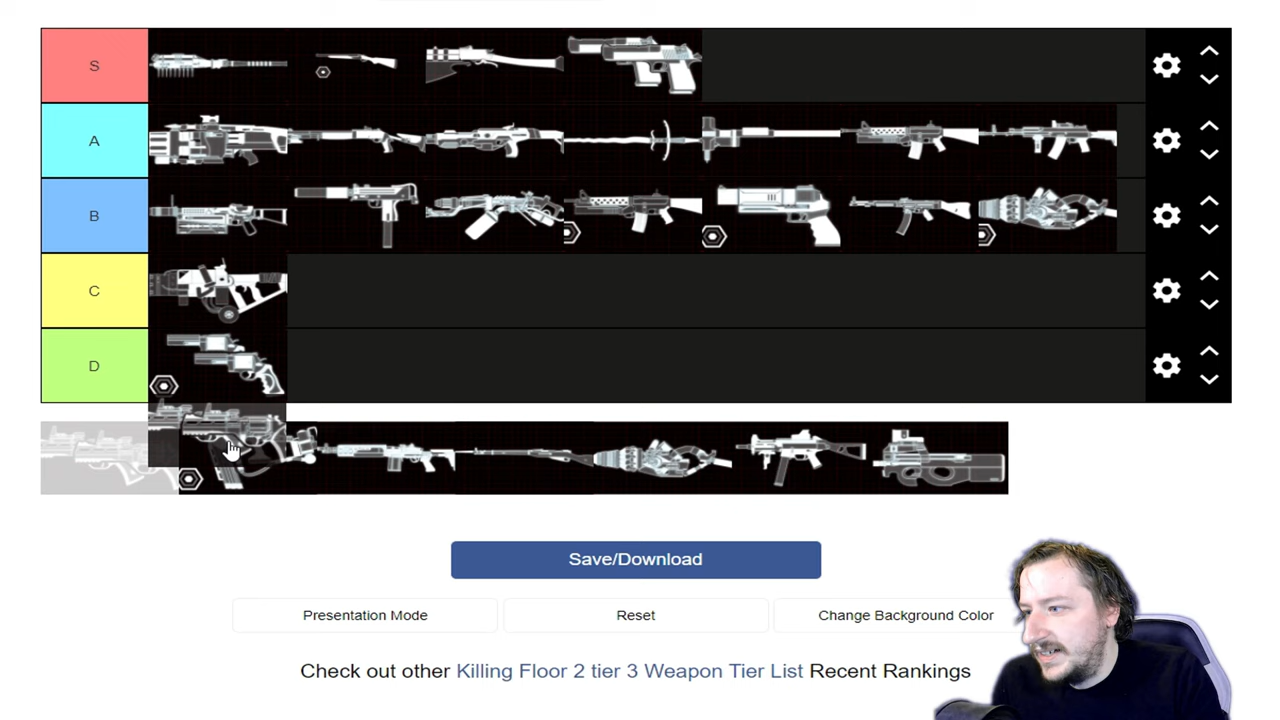 S
A
B
C
D
Save/Download
Presentation Mode
Reset
Change Background Color
Check out other Killing Floor 2 tier 3 Weapon Tier List Recent Rankings